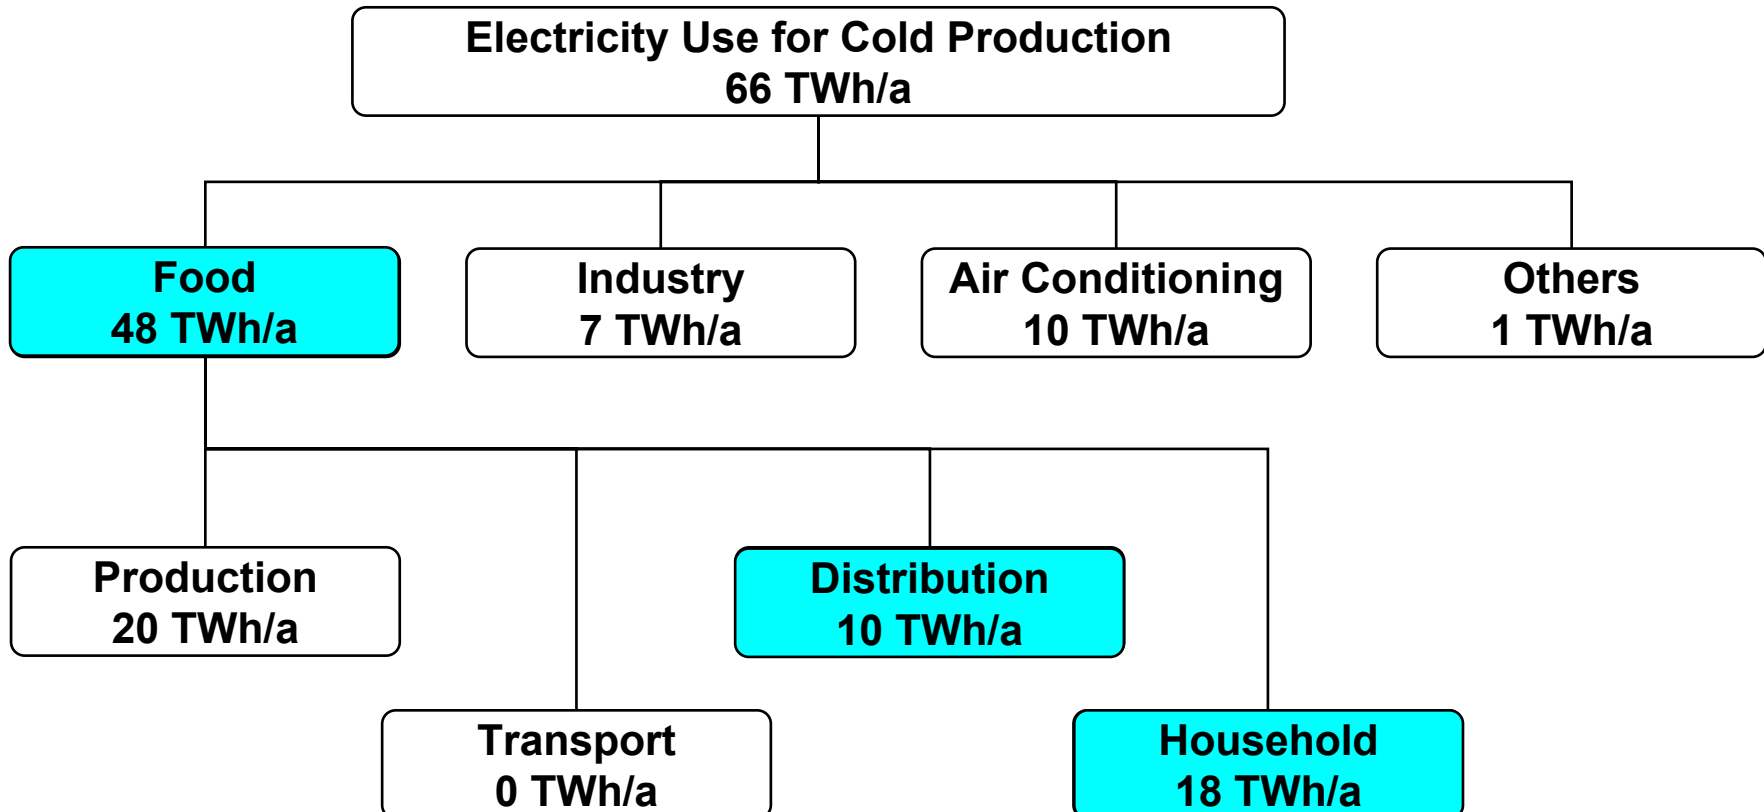 Electricity Use for Cold Production
66 TWh/a
Food
48 TWh/a
Industry
7 TWh/a
Air Conditioning
10 TWh/a
Others
1 TWh/a
Production
20 TWh/a
Distribution
10 TWh/a
Transport
0 TWh/a
Household
18 TWh/a